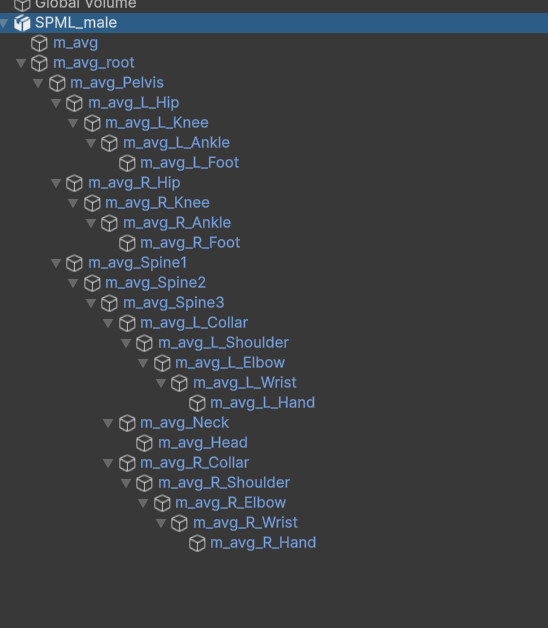 Global Volume
SPML_male
m_avg
m_avg_root
m_avg_Pelvis
m_avg_L_Hip
m_avg_L_Knee
m_avg_L_Ankle
m_avg_L_Foot
m_avg_R_Hip
m_avg_R_Knee
m_avg_R_Ankle
m_avg_R_Foot
m_avg_Spine1
m_avg_Spine2
m_avg_Spine3
m_avg_L_Collar
m_avg_L_Shoulder
m_avg_L_Elbow
m_avg_L_Wrist
m_avg_L_Hand
m_avg_Neck
m_avg_Head
m_avg_R_Collar
m_avg_R_Shoulder
m_avg_R_Elbow
m_avg_R_Wrist
m_avg_R_Hand